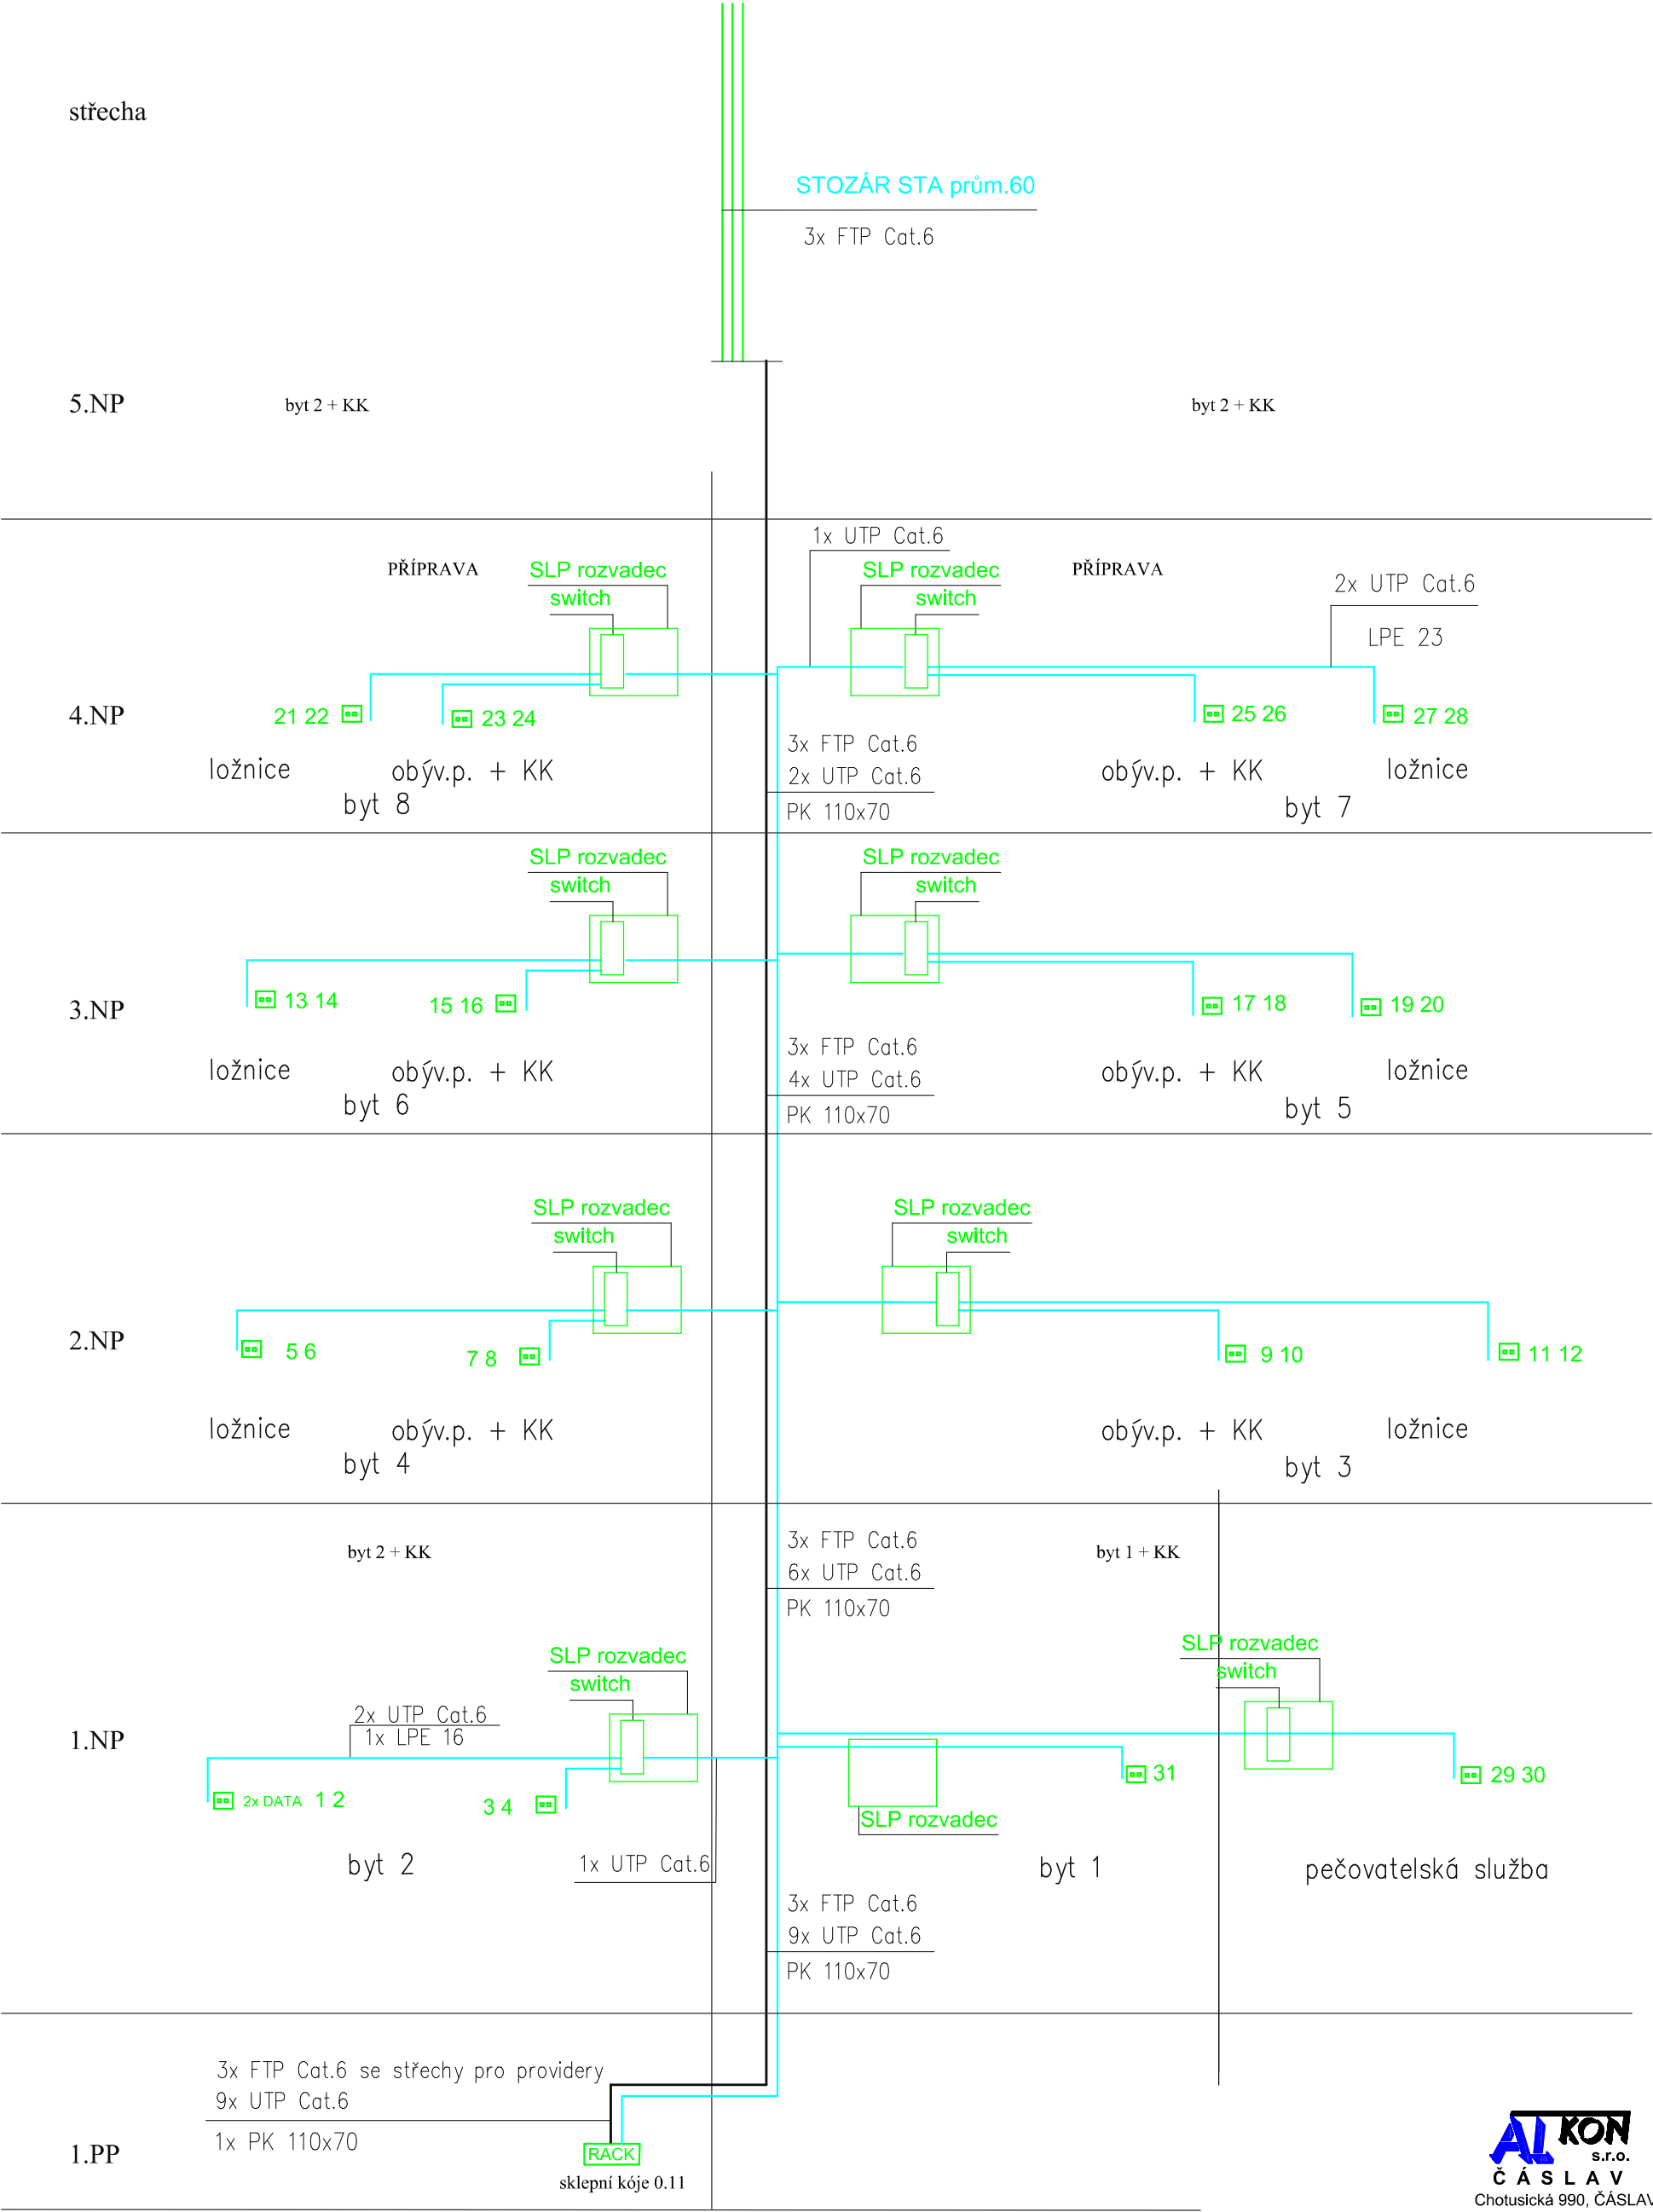 střecha
STOZÁR STA prům.60
3x FTP Cat.6
5.NP
byt 2 + KK
byt 2 + KK
1x UTP Cat.6
PŘÍPRAVA
SLP rozvadec
switch
SLP rozvadec
switch
PŘÍPRAVA
2x UTP Cat.6
LPE 23
4.NP
21 22
23 24
25 26
27 28
3x FTP Cat.6
2x UTP Cat.6
PK 110x70
ložnice
obýv.p. + KK
byt 8
obýv.p. + KK
ložnice
byt 7
SLP rozvadec
switch
SLP rozvadec
switch
3.NP
13 14
15 16
17 18
19 20
3x FTP Cat.6
4x UTP Cat.6
PK 110x70
ložnice
obýv.p. + KK
byt 6
obýv.p. + KK
ložnice
byt 5
SLP rozvadec
switch
SLP rozvadec
switch
2.NP
5 6
7 8
9 10
11 12
ložnice
obýv.p. + KK
byt 4
obýv.p. + KK
ložnice
byt 3
byt 2 + KK
3x FTP Cat.6
6x UTP Cat.6
PK 110x70
byt 1 + KK
SLP rozvadec
switch
SLP rozvadec
switch
2x UTP Cat.6
1x LPE 16
1.NP
2x DATA 1 2
3 4
31
29 30
SLP rozvadec
byt 2
1x UTP Cat.6
byt 1
pečovatelská služba
3x FTP Cat.6
9x UTP Cat.6
PK 110x70
3x FTP Cat.6 se střechy pro providery
9x UTP Cat.6
1x PK 110x70
1.PP
RACK
sklepní kóje 0.11
ALKON
s.r.o.
ČÁSLAV
Chotusická 990, ČÁSLAV